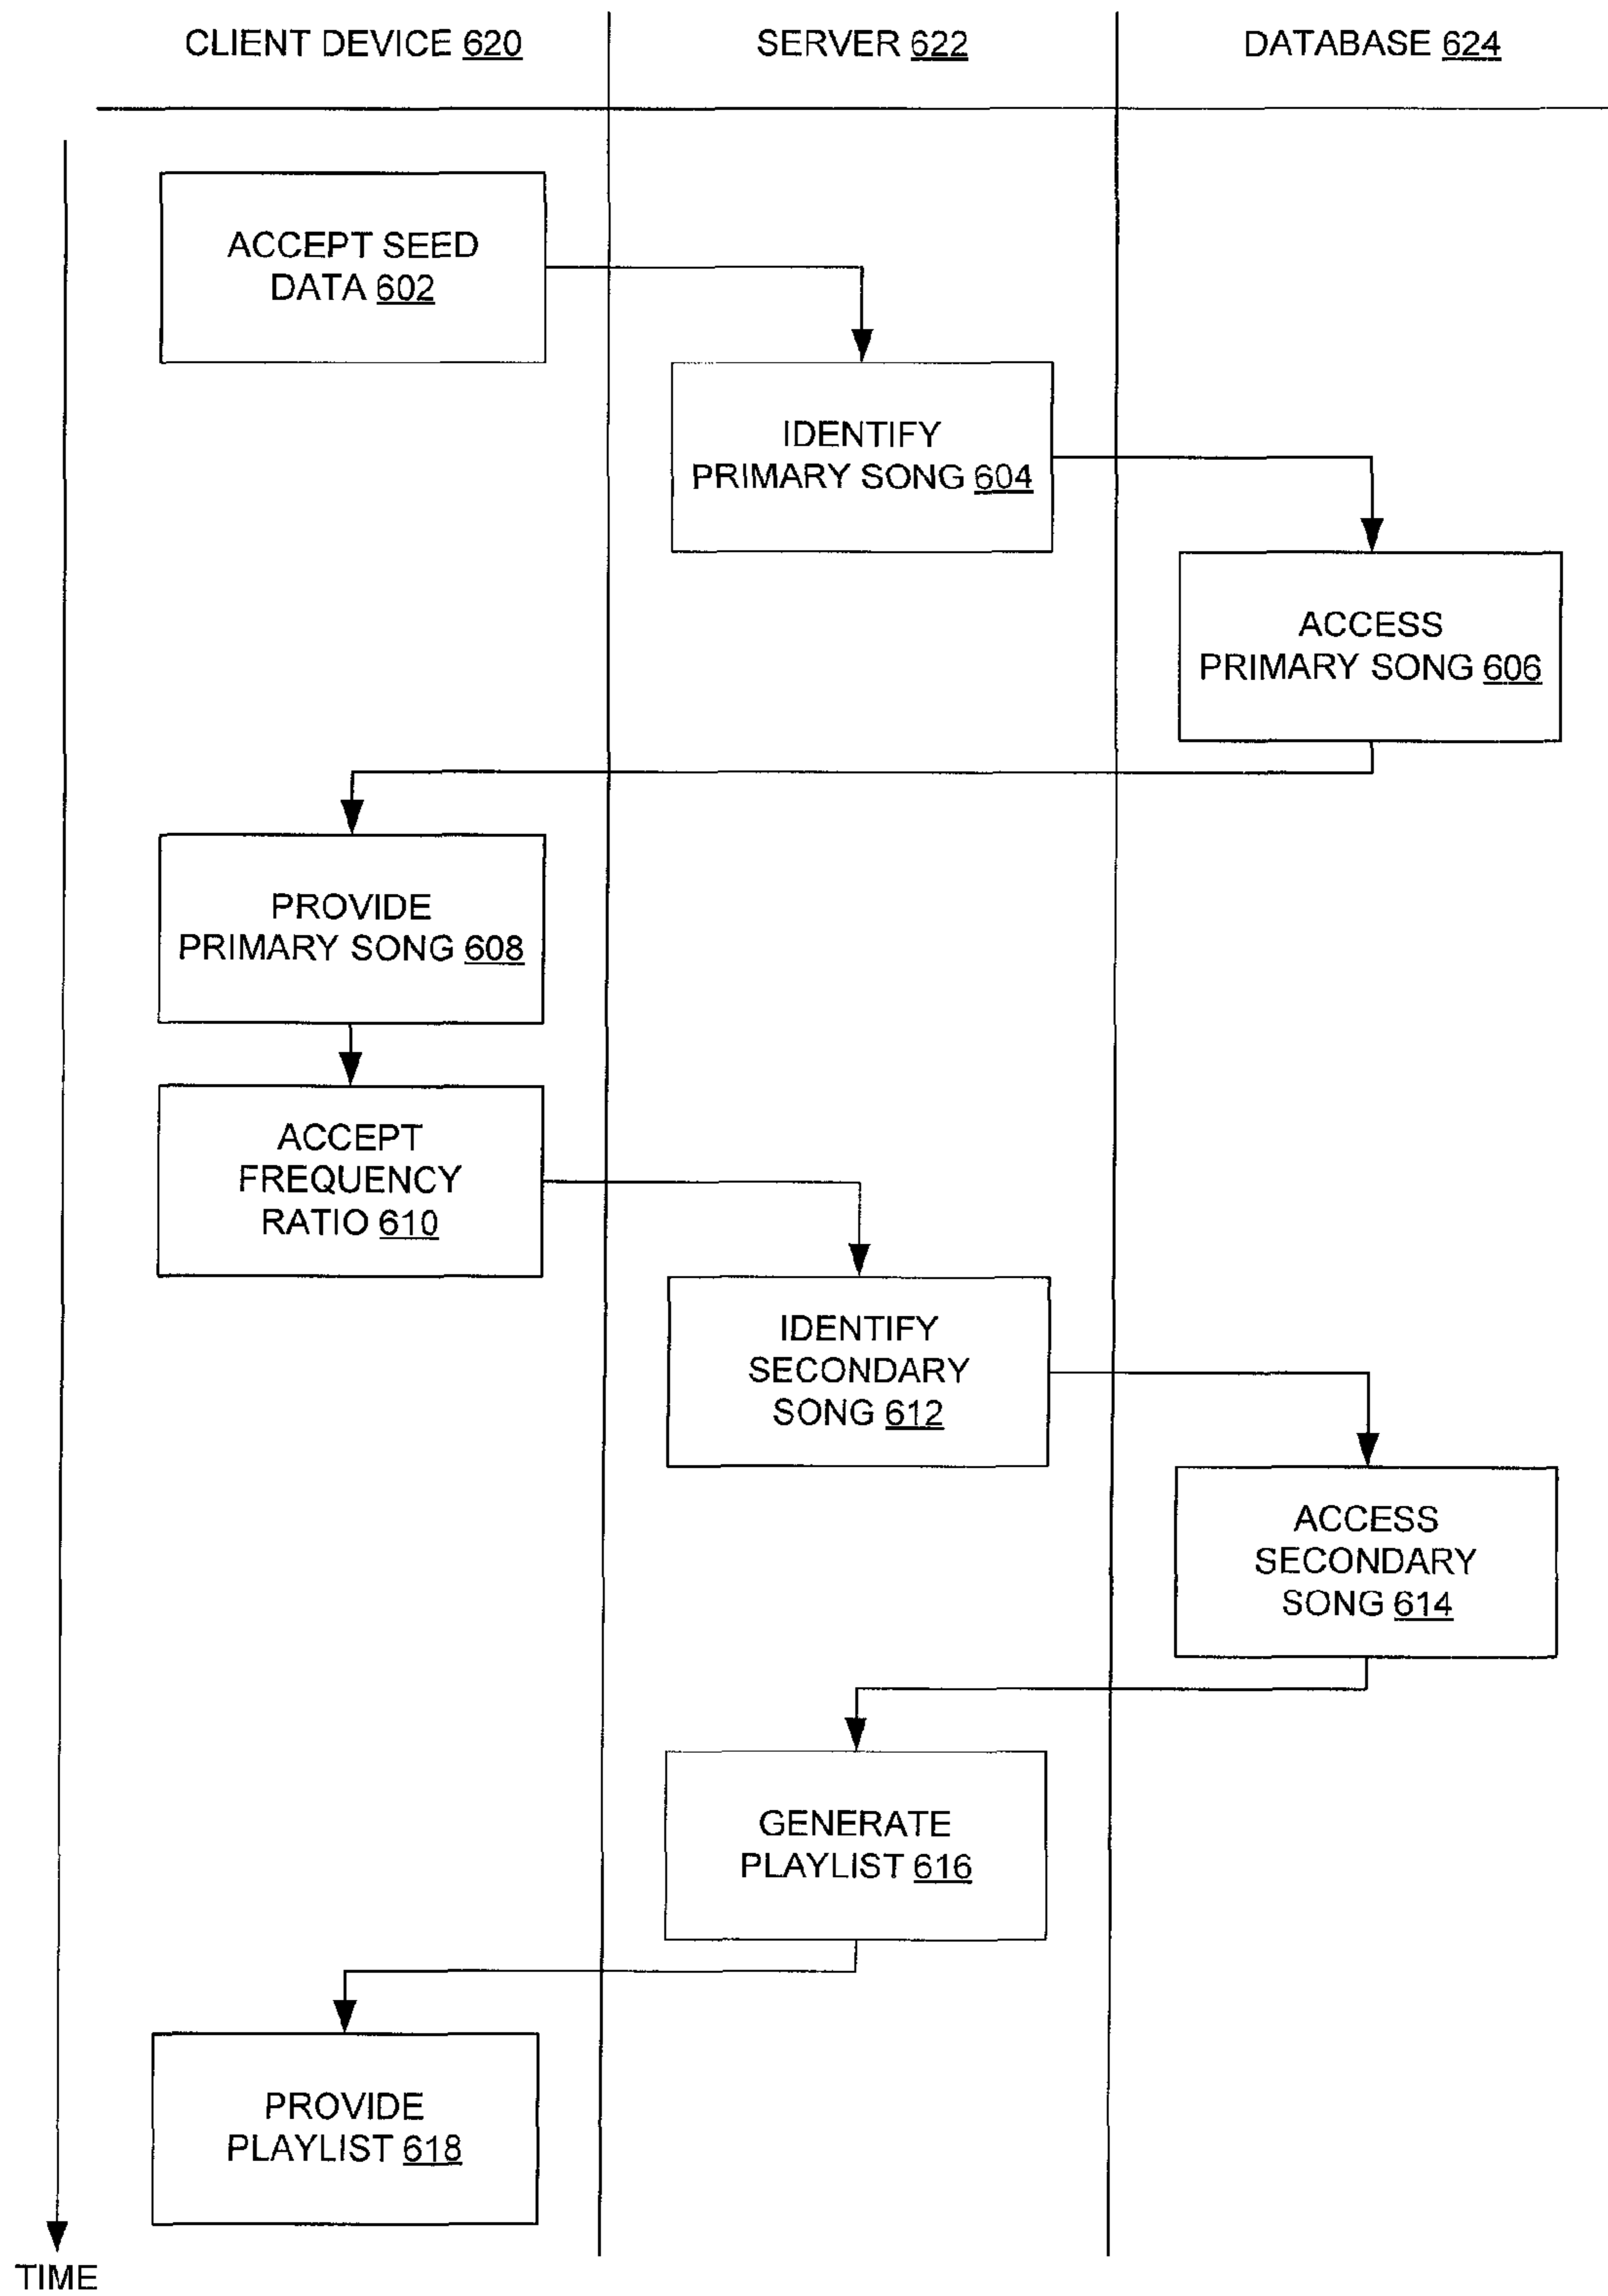 CLIENT DEVICE 620
SERVER 622
DATABASE 624
ACCEPT SEED
DATA 602
IDENTIFY
PRIMARY SONG 604
ACCESS
PRIMARY SONG 606
PROVIDE
PRIMARY SONG 608
ACCEPT
FREQUENCY
RATIO 610
IDENTIFY
SECONDARY
SONG 612
ACCESS
SECONDARY
SONG 614
GENERATE
PLAYLIST 616
PROVIDE
PLAYLIST 618
TIME